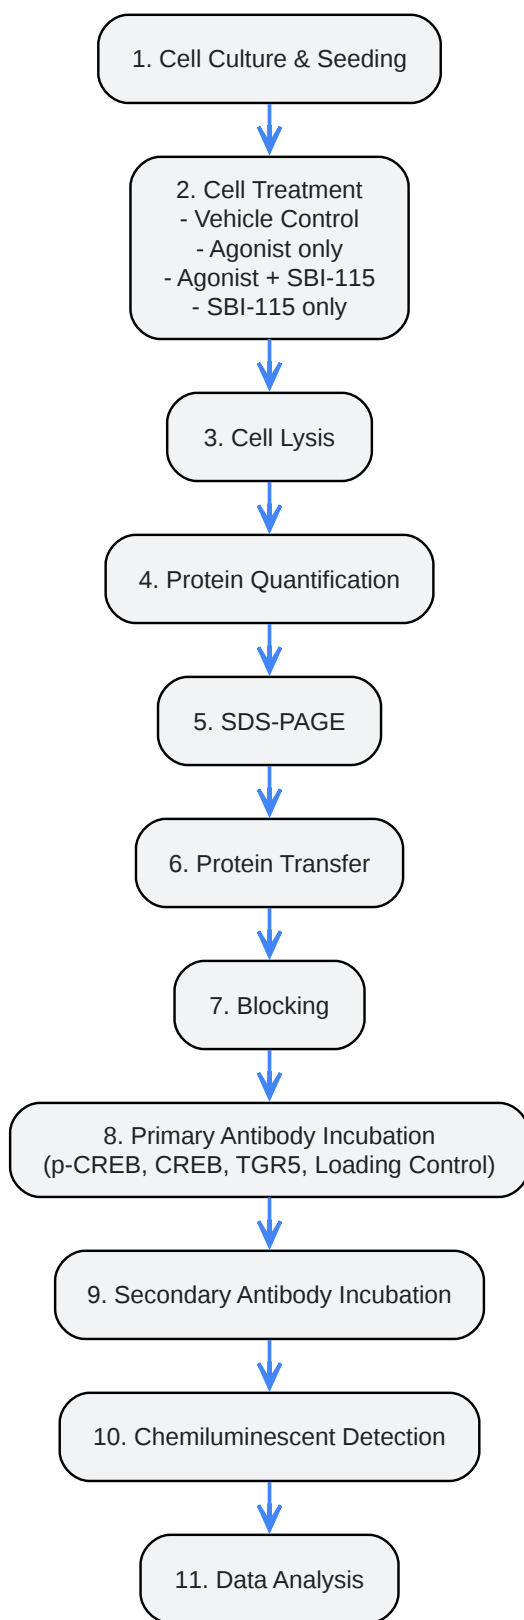 1. Cell Culture & Seeding
2. Cell Treatment
- Vehicle Control
- Agonist only
- Agonist + SBI-115
- SBI-115 only
3. Cell Lysis
4. Protein Quantification
5. SDS-PAGE
6. Protein Transfer
7. Blocking
8. Primary Antibody Incubation
(p-CREB, CREB, TGR5, Loading Control)
9. Secondary Antibody Incubation
10. Chemiluminescent Detection
11. Data Analysis